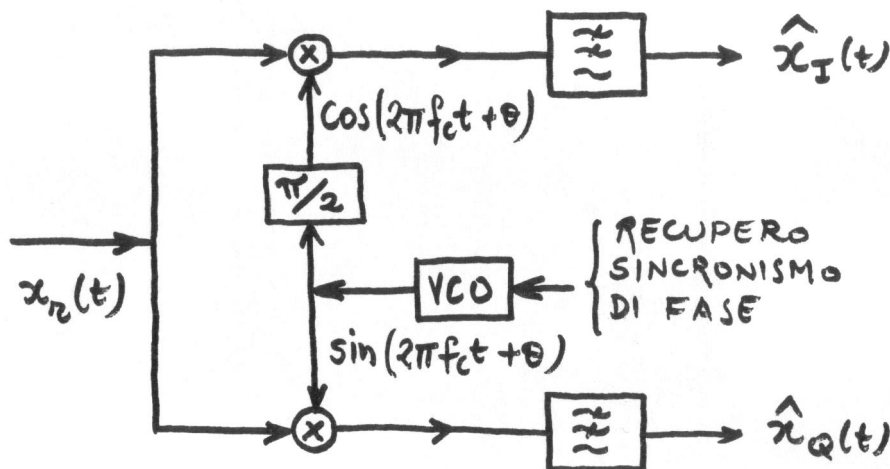 x
x̂_I(t)
cos(2πf_ct+θ)
π/2
x_r(t)
VCO
RECUPERO
SINCRONISMO
DI FASE
sin(2πf_ct+θ)
x
x̂_Q(t)